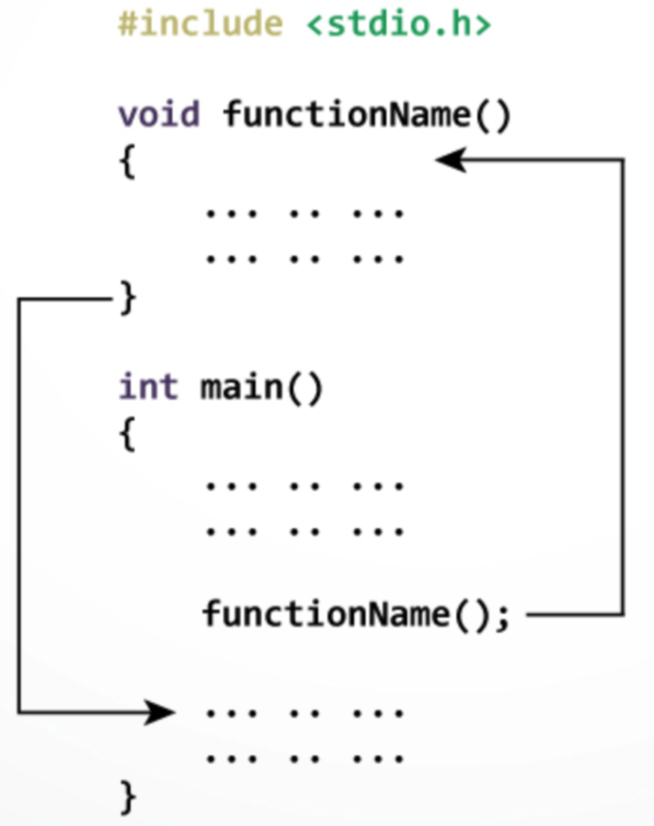 #include <stdio.h>
void functionName()
{
... .. ...
... .. ...
}
int main()
{
... .. ...
... .. ...
functionName();
... .. ...
... .. ...
}